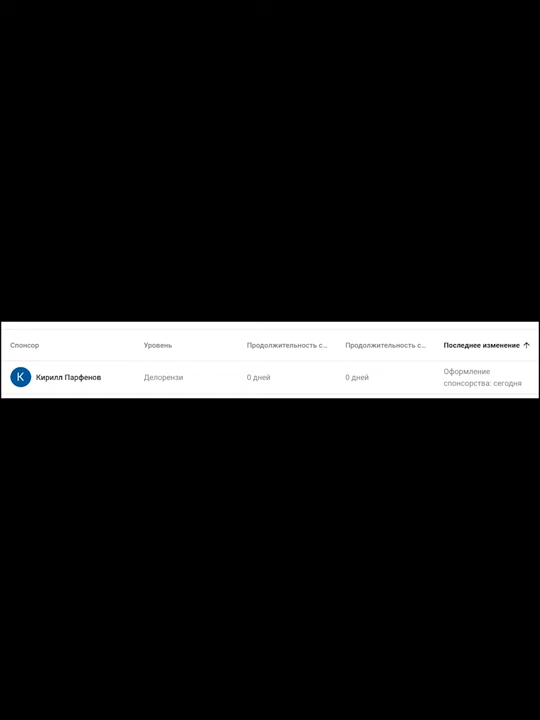 Спонсор Уровень Продолжительность с... Продолжительность с... Последнее изменение ↑
К Кирилл Парфенов Делорензи 0 дней 0 дней Оформление
спонсорства: сегодня